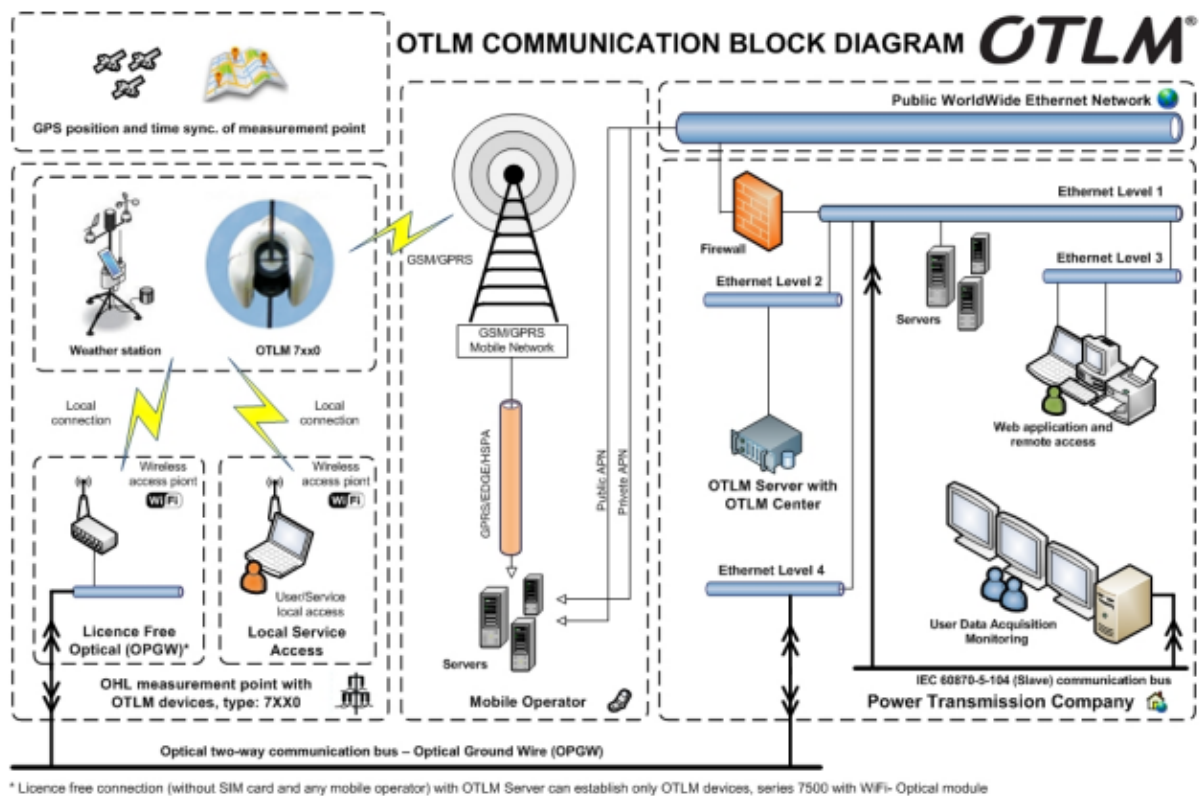 OTLM COMMUNICATION BLOCK DIAGRAM
OTLM®
GPS position and time sync. of measurement point
Weather station
OTLM 7xx0
GSM/GPRS
Local
connection
Local
connection
Wireless
access piont
WiFi
Wireless
access piont
WiFi
User/Service
local access
Licence Free
Optical (OPGW)*
Local Service
Access
OHL measurement point with
OTLM devices, type: 7XX0
GSM/GPRS
Mobile Network
GPRS/EDGE/HSPA
Public APN
Private APN
Servers
Mobile Operator
Public WorldWide Ethernet Network
Ethernet Level 1
Firewall
Ethernet Level 2
Ethernet Level 3
Servers
Web application and
remote access
OTLM Server with
OTLM Center
Ethernet Level 4
User Data Acquisition
Monitoring
IEC 60870-5-104 (Slave) communication bus
Power Transmission Company
Optical two-way communication bus – Optical Ground Wire (OPGW)
* Licence free connection (without SIM card and any mobile operator) with OTLM Server can establish only OTLM devices, series 7500 with WiFi- Optical module